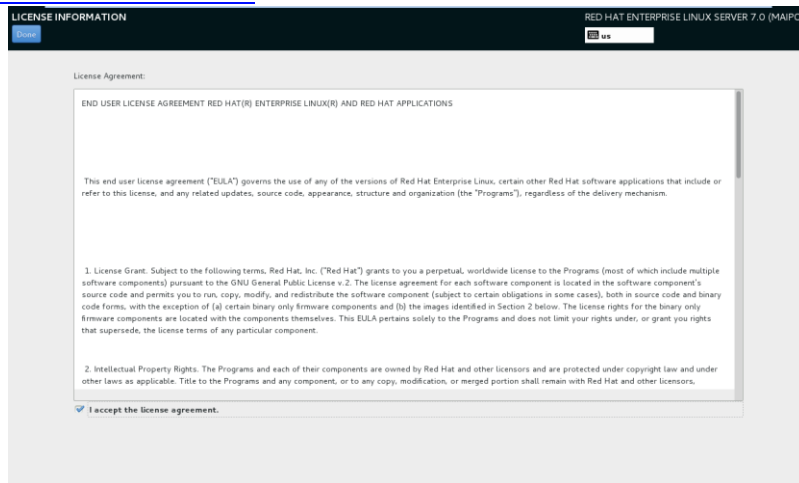 LICENSE INFORMATION
RED HAT ENTERPRISE LINUX SERVER 7.0 (MAIPO
Done
us
License Agreement:
END USER LICENSE AGREEMENT RED HAT(R) ENTERPRISE LINUX(R) AND RED HAT APPLICATIONS
This end user license agreement ("EULA") governs the use of any of the versions of Red Hat Enterprise Linux, certain other Red Hat software applications that include or
refer to this license, and any related updates, source code, appearance, structure and organization (the "Programs"), regardless of the delivery mechanism.
1. License Grant. Subject to the following terms, Red Hat, Inc. ("Red Hat") grants to you a perpetual, worldwide license to the Programs (most of which include multiple
software components) pursuant to the GNU General Public License v.2. The license agreement for each software component is located in the software component's
source code and permits you to run, copy, modify, and redistribute the software component (subject to certain obligations in some cases), both in source code and binary
code forms, with the exception of (a) certain binary only firmware components and (b) the images identified in Section 2 below. The license rights for the binary only
firmware components are located with the components themselves. This EULA pertains solely to the Programs and does not limit your rights under, or grant you rights
that supersede, the license terms of any particular component.
2. Intellectual Property Rights. The Programs and each of their components are owned by Red Hat and other licensors and are protected under copyright law and under
other laws as applicable. Title to the Programs and any component, or to any copy, modification, or merged portion shall remain with Red Hat and other licensors,
I accept the license agreement.